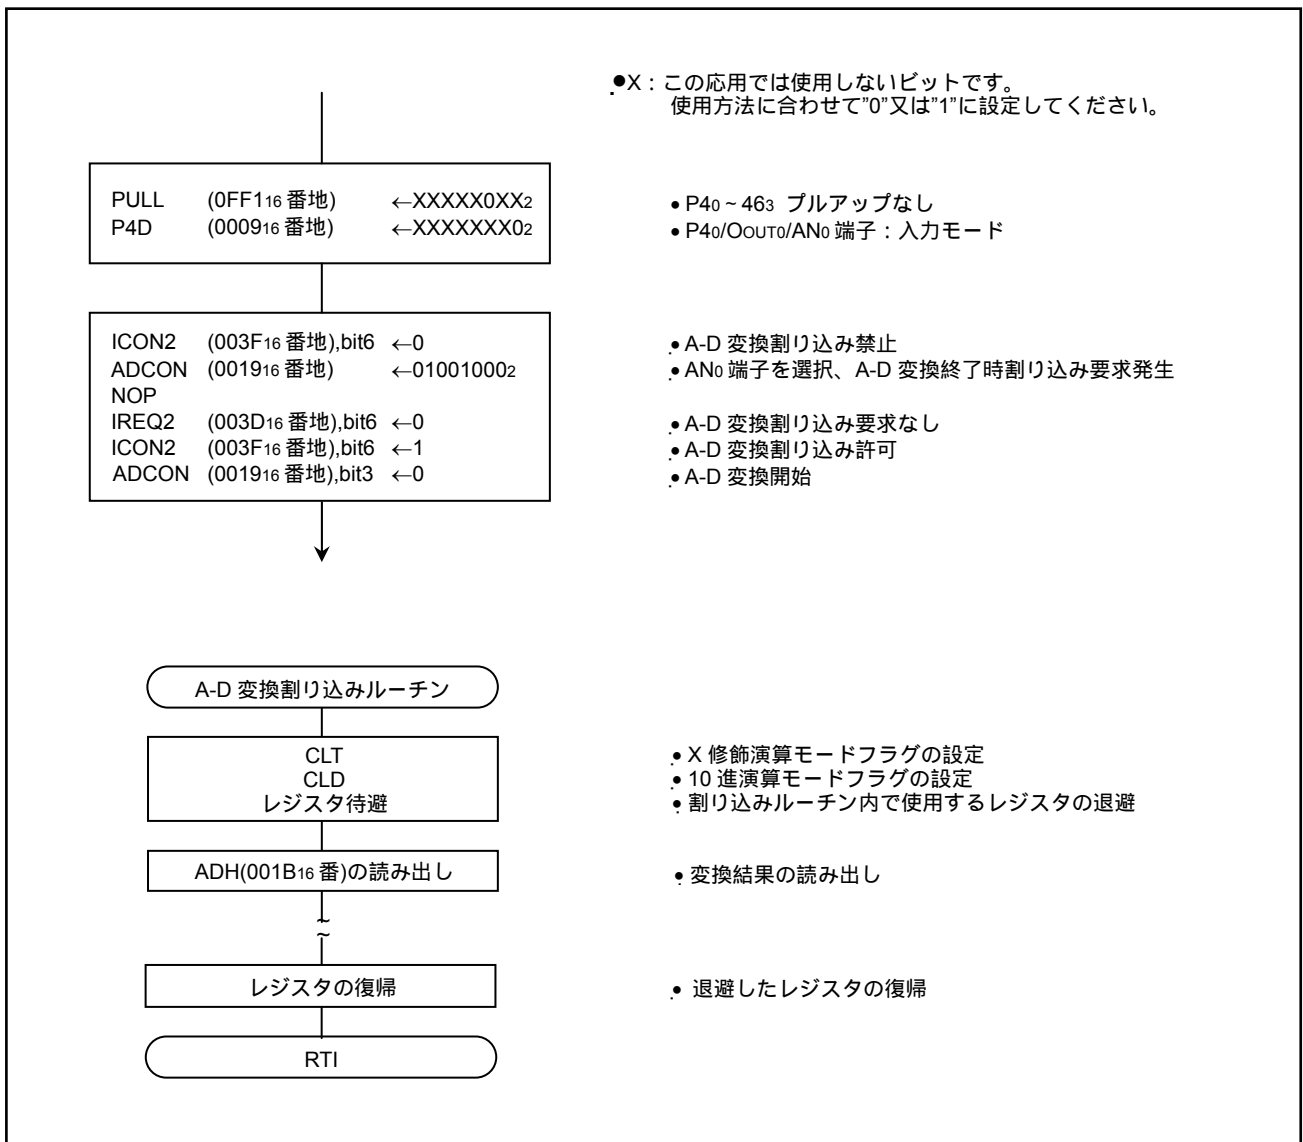 ●X：この応用では使用しないビットです。
使用方法に合わせて"0"又は"1"に設定してください。
PULL (0FF116 番地) ←XXXXX0XX2 • P40 ~ 463 プルアップなし
P4D (000916 番地) ←XXXXXXX02 • P40/OOUT0/AN0 端子：入力モード
ICON2 (003F16 番地),bit6 ←0 • A-D 変換割り込み禁止
ADCON (001916 番地) ←010010002 • AN0 端子を選択、A-D 変換終了時割り込み要求発生
NOP
IREQ2 (003D16 番地),bit6 ←0 • A-D 変換割り込み要求なし
ICON2 (003F16 番地),bit6 ←1 • A-D 変換割り込み許可
ADCON (001916 番地),bit3 ←0 • A-D 変換開始
A-D 変換割り込みルーチン
CLT • X 修飾演算モードフラグの設定
CLD • 10 進演算モードフラグの設定
レジスタ待避 • 割り込みルーチン内で使用するレジスタの退避
ADH(001B16 番)の読み出し • 変換結果の読み出し
~
~
レジスタの復帰 • 退避したレジスタの復帰
RTI